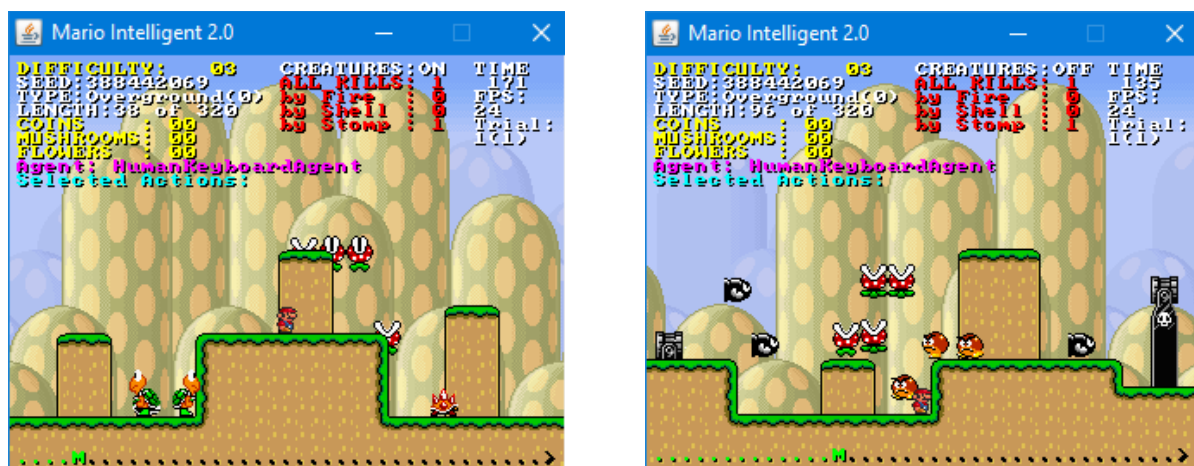 Mario Intelligent 2.0
DIFFICULTY: 03 CREATURES:ON TIME
SEED:388442069 ALL KILLS: 1 171
TYPE:Overground(0) by Fire : 0 FPS:
LENGTH:38 of 320 by Shell : 0 24
COINS : 00 by Stomp : 1 Trial:
MUSHROOMS: 00 1(1)
FLOWERS : 00
Agent: HumanKeyboardAgent
Selected Actions:
....M
Mario Intelligent 2.0
DIFFICULTY: 03 CREATURES:OFF TIME
SEED:388442069 ALL KILLS: 1 135
TYPE:Overground(0) by Fire : 0 FPS:
LENGTH:96 of 320 by Shell : 0 24
COINS : 00 by Stomp : 1 Trial:
MUSHROOMS: 00 1(1)
FLOWERS : 00
Agent: HumanKeyboardAgent
Selected Actions:
M